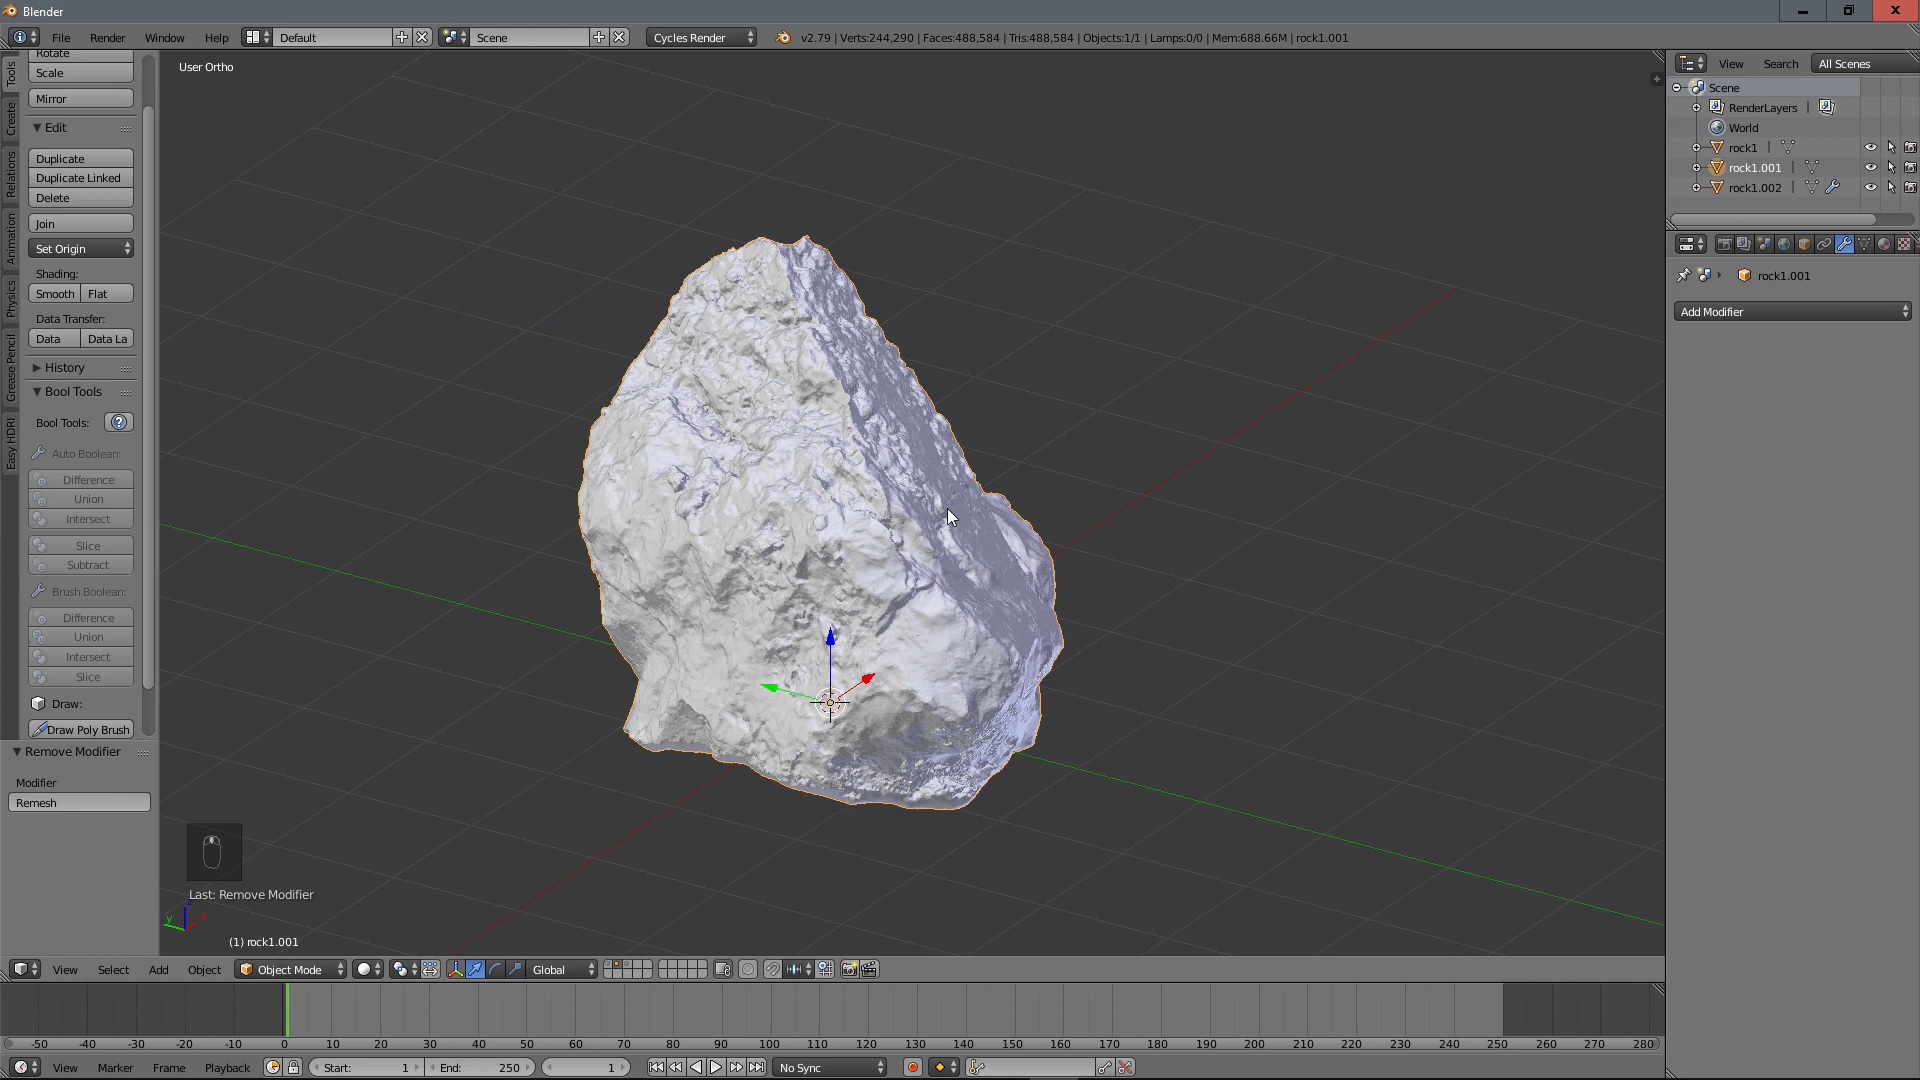 Blender
File Render Window Help Default Scene Cycles Render v2.79 | Verts:244,290 | Faces:488,584 | Tris:488,584 | Objects:1/1 | Lamps:0/0 | Mem:688.66M | rock1.001
Tools
Create
Relations
Animation
Physics
Grease Pencil
Easy HDRI
Rotate
Scale
Mirror
Edit
Duplicate
Duplicate Linked
Delete
Join
Set Origin
Shading:
Smooth Flat
Data Transfer:
Data Data La
History
Bool Tools
Bool Tools:
Auto Boolean:
Difference
Union
Intersect
Slice
Subtract
Brush Boolean:
Difference
Union
Intersect
Slice
Draw:
Draw Poly Brush
Remove Modifier
Modifier
Remesh
User Ortho
Last: Remove Modifier
y
(1) rock1.001
View Search All Scenes
Scene
RenderLayers |
World
rock1 |
rock1.001 |
rock1.002 |
rock1.001
Add Modifier
View Select Add Object Object Mode Global
-50 -40 -30 -20 -10 0 10 20 30 40 50 60 70 80 90 100 110 120 130 140 150 160 170 180 190 200 210 220 230 240 250 260 270 280
View Marker Frame Playback Start: 1 End: 250 1 No Sync